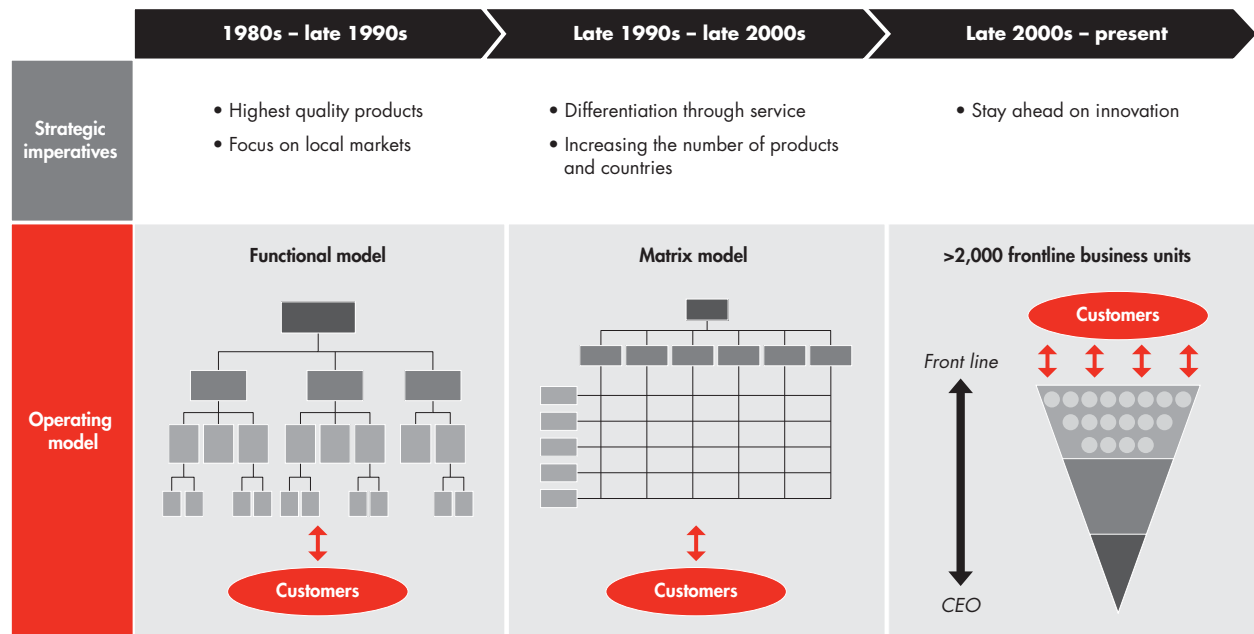 1980s – late 1990s
Late 1990s – late 2000s
Late 2000s – present
Strategic
imperatives
• Highest quality products
• Focus on local markets
• Differentiation through service
• Increasing the number of products
and countries
• Stay ahead on innovation
Operating
model
Functional model
Customers
Matrix model
Customers
>2,000 frontline business units
Customers
Front line
CEO